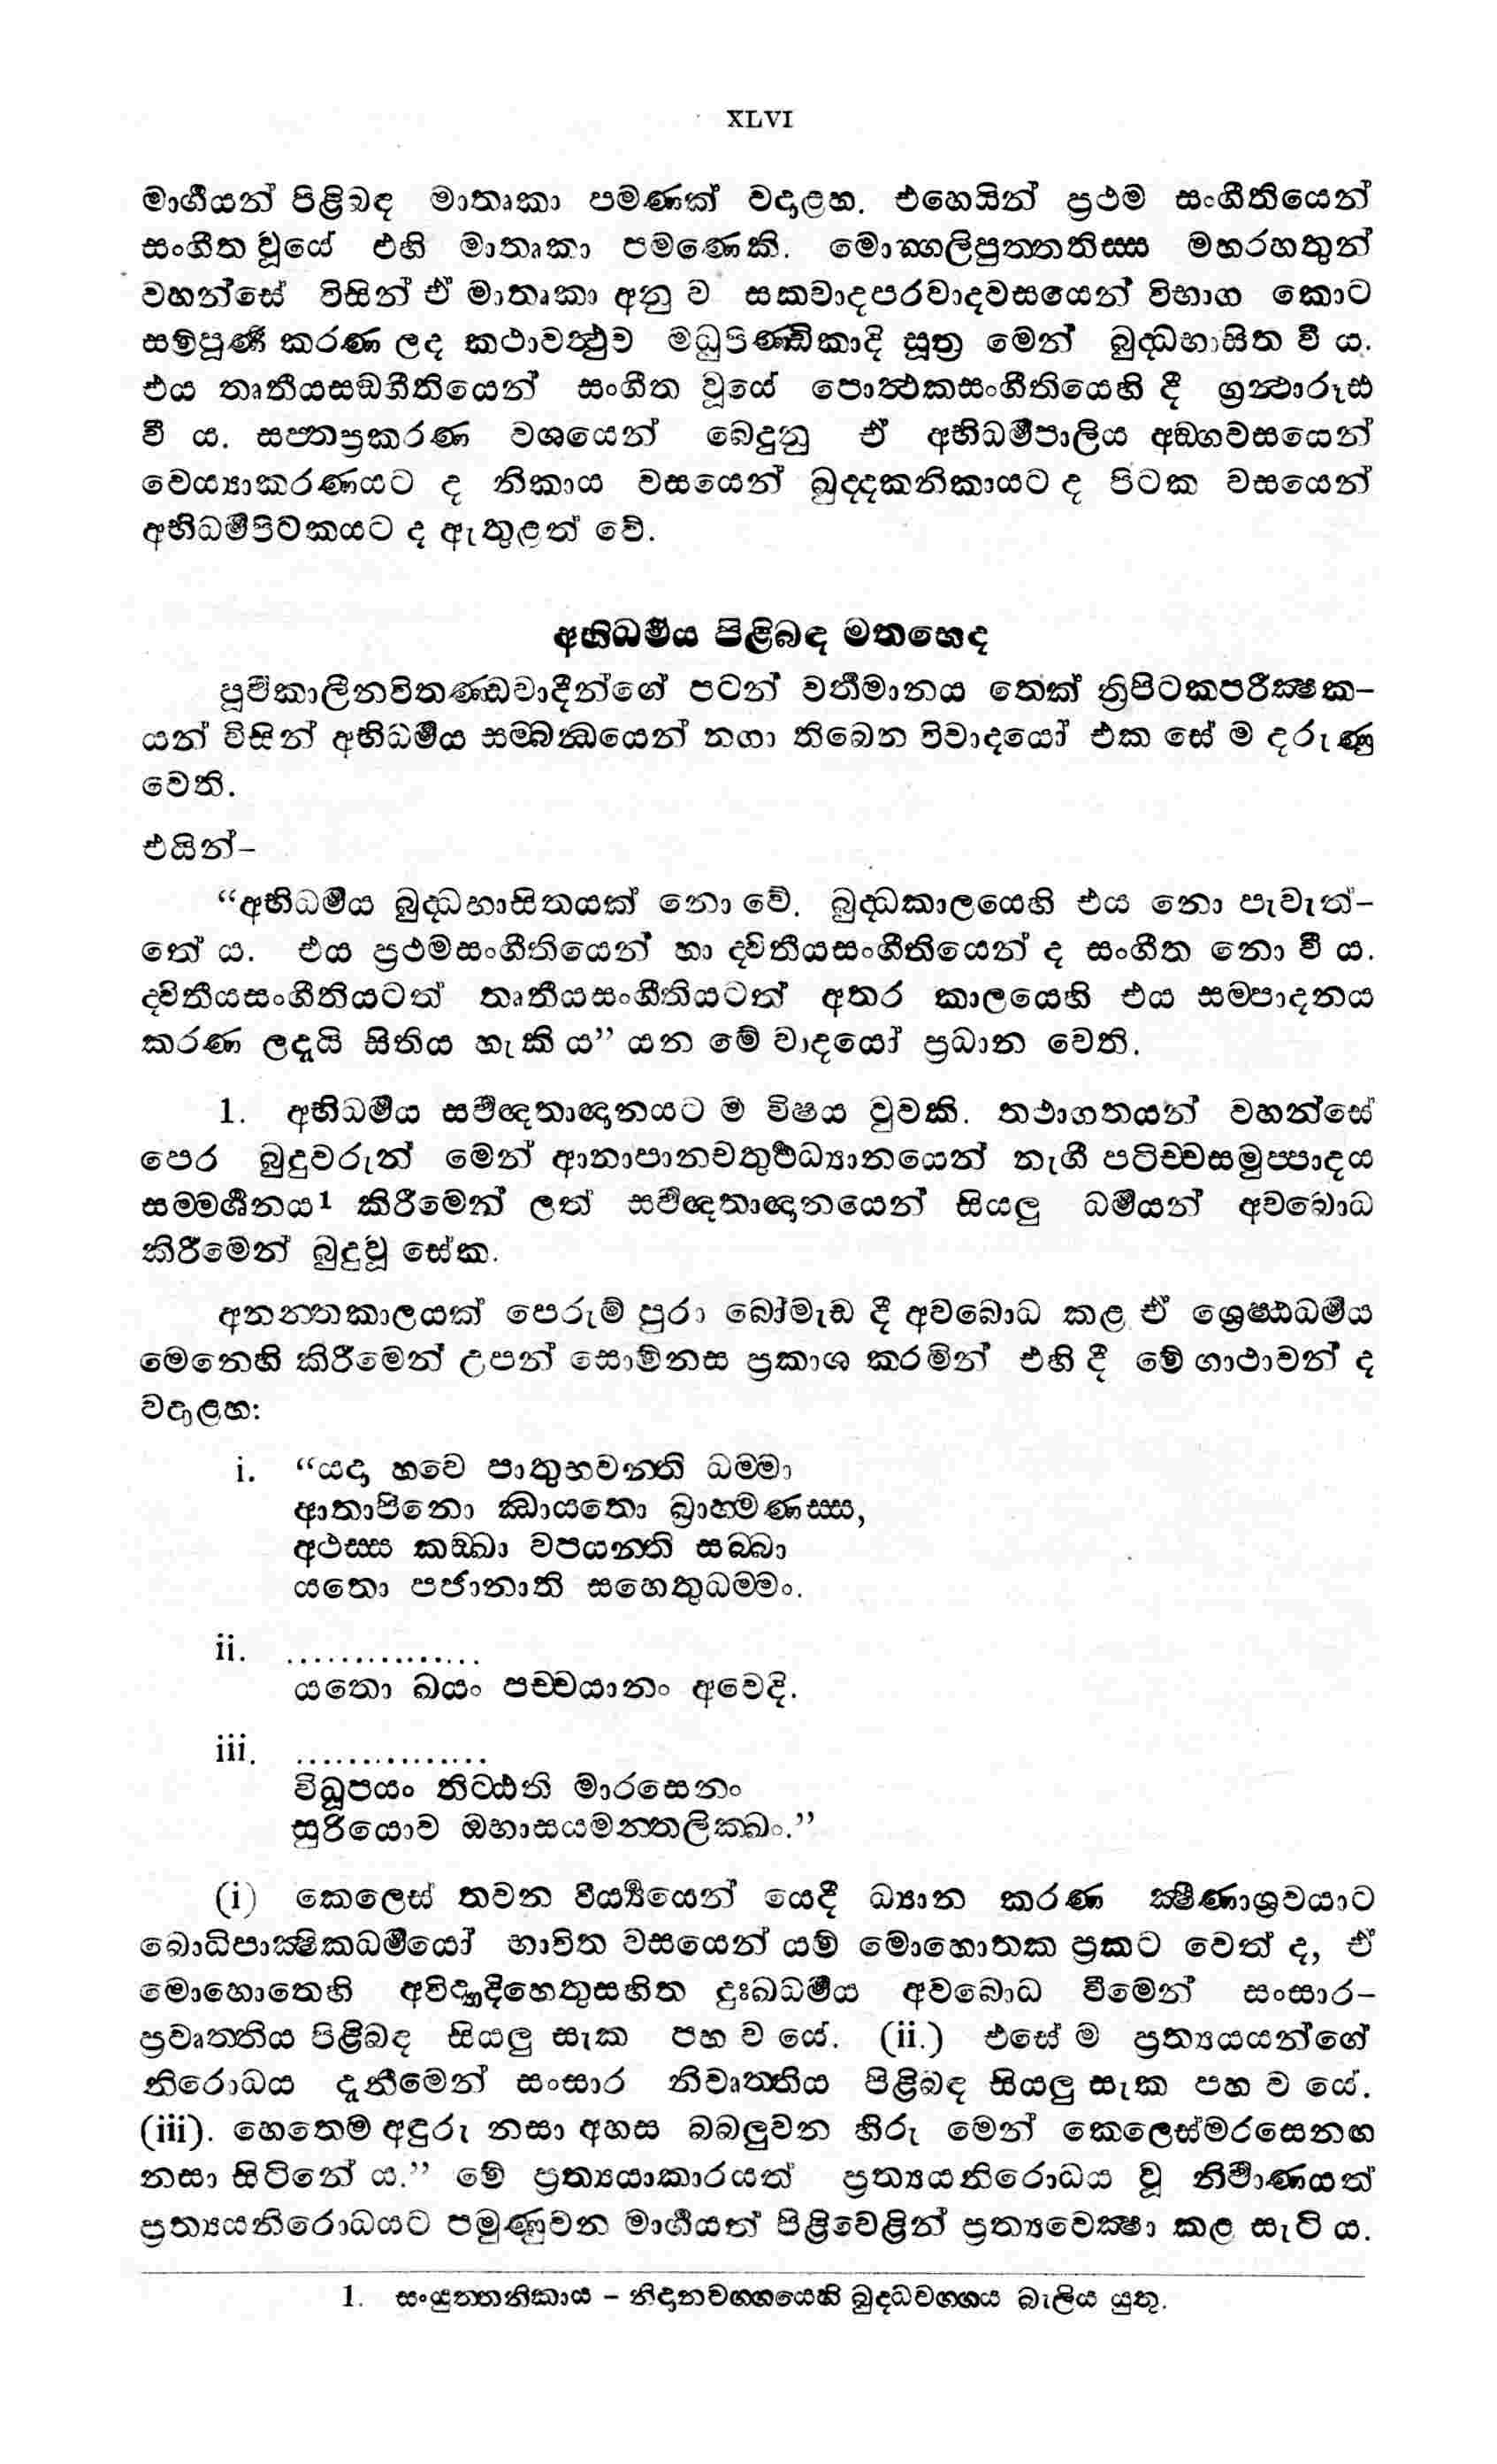 XLVI
මාර්ගයන් පිළිබඳ මාතෘකා පමණක් වදාළහ. එහෙයින් ප්‍රථම සංගීතියෙන්
සංගීත වූයේ එහි මාතෘකා පමණෙකි. මොග්ගලිපුත්තතිස්ස මහරහතුන්
වහන්සේ විසින් ඒ මාතෘකා අනු ව සකවාදපරවාදවසයෙන් විභාග කොට
සම්පූර්ණ කරණ ලද කථාවත්ථුව මධුපිණ්ඩිකාදි සූත්‍ර මෙන් බුද්ධභාසිත වී ය.
එය තෘතීයසඞ්ගීතියෙන් සංගීත වූයේ පොත්ථකසංගීතියෙහි දී ග්‍රන්ථාරූඪ
වී ය. සප්තප්‍රකරණ වශයෙන් බෙදුනු ඒ අභිධර්මපාලිය අඞ්ගවසයෙන්
වෙය්‍යාකරණයට ද නිකාය වසයෙන් ඛුද්දකනිකායට ද පිටක වසයෙන්
අභිධර්මපිටකයට ද ඇතුළත් වේ.
අභිධර්මය පිළිබඳ මතභෙද
පූර්වකාලීනවිතණ්ඩවාදීන්ගේ පටන් වර්තමානය තෙක් ත්‍රිපිටකපරීක්ෂක-
යන් විසින් අභිධර්මය සම්බන්ධයෙන් නගා තිබෙන විවාදයෝ එක සේ ම දරුණු
වෙති.
එයින්-
“අභිධර්මය බුද්ධභාසිතයක් නො වේ. බුද්ධකාලයෙහි එය නො පැවැත්-
තේ ය. එය ප්‍රථමසංගීතියෙන් හා ද්විතීයසංගීතියෙන් ද සංගීත නො වී ය.
ද්විතීයසංගීතියටත් තෘතීයසංගීතියටත් අතර කාලයෙහි එය සම්පාදනය
කරණ ලදැයි සිතිය හැකි ය” යන මේ වාදයෝ ප්‍රධාන වෙති.
1. අභිධර්මය සර්වඥතාඥානයට ම විෂය වුවකි. තථාගතයන් වහන්සේ
පෙර බුදුවරුන් මෙන් ආනාපානචතුර්ථධ්‍යානයෙන් නැගී පටිච්චසමුප්පාදය
සම්මර්ශනය1 කිරීමෙන් ලත් සර්වඥතාඥානයෙන් සියලු ධර්මයන් අවබොධ
කිරීමෙන් බුදුවූ සේක.
අනන්තකාලයක් පෙරුම් පුරා බෝමැඩ දී අවබොධ කළ ඒ ශ්‍රෙෂ්ඨධර්මය
මෙනෙහි කිරීමෙන් උපන් සොම්නස ප්‍රකාශ කරමින් එහි දී මේ ගාථාවන් ද
වදාළහ:
i. “යදා හවෙ පාතුභවන්ති ධම්මා
ආතාපිනො ඣායතො බ්‍රාහ්මණස්ස,
අථස්ස කඞ්ඛා වපයන්ති සබ්බා
යතො පජානාති සහෙතුධම්මං.
ii. ...............
යතො ඛයං පච්චයානං අවෙදි.
iii. ...............
විධූපයං තිට්ඨති මාරසෙනං
සුරියොව ඔභාසයමන්තලික්ඛං.”
(i) කෙලෙස් තවන වීර්යයෙන් යෙදී ධ්‍යාන කරණ ක්ෂීණාශ්‍රවයාට
බොධිපාක්ෂිකධර්මයෝ භාවිත වසයෙන් යම් මොහොතක ප්‍රකට වෙත් ද, ඒ
මොහොතෙහි අවිද්‍යාදිහෙතුසහිත දුඃඛධර්මය අවබොධ වීමෙන් සංසාර-
ප්‍රවෘත්තිය පිළිබඳ සියලු සැක පහ ව යේ. (ii.) එසේ ම ප්‍රත්‍යයයන්ගේ
නිරොධය දැනීමෙන් සංසාර නිවෘත්තිය පිළිබඳ සියලු සැක පහ ව යේ.
(iii). හෙතෙම අඳුරු නසා අහස බබලුවන හිරු මෙන් කෙලෙස්මරසෙනඟ
නසා සිටිනේ ය.” මේ ප්‍රත්‍යයාකාරයත් ප්‍රත්‍යයනිරොධය වූ නිර්වාණයත්
ප්‍රත්‍යයනිරොධයට පමුණුවන මාර්ගයත් පිළිවෙළින් ප්‍රත්‍යවෙක්ෂා කළ සැටි ය.
1. සංයුත්තනිකාය - නිදානවග්ගයෙහි බුද්ධවග්ගය බැලිය යුතු.